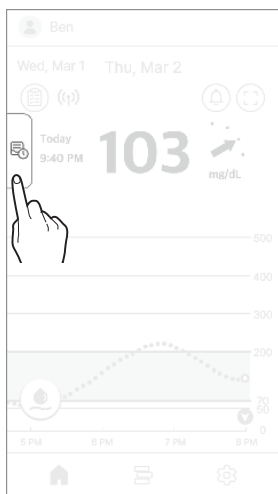 Ben
Wed, Mar 1 Thu, Mar 2
Today
9:40 PM
103
mg/dL
500
400
300
200
70
50
0
5 PM 6 PM 7 PM 8 PM